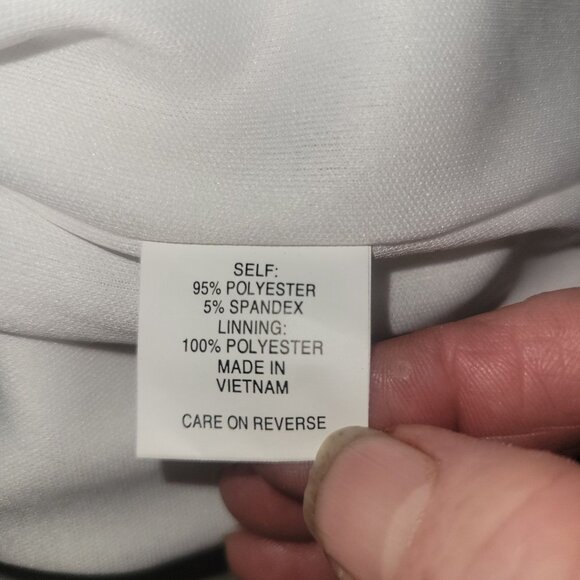 SELF:
95% POLYESTER
5% SPANDEX
LINNING:
100% POLYESTER
MADE IN
VIETNAM
CARE ON REVERSE